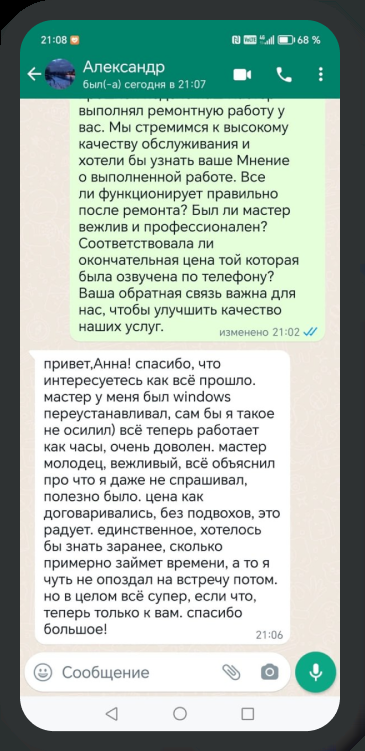 21:08
68 %
Александр
был(-а) сегодня в 21:07
выполнял ремонтную работу у
вас. Мы стремимся к высокому
качеству обслуживания и
хотели бы узнать ваше Мнение
о выполненной работе. Все
ли функционирует правильно
после ремонта? Был ли мастер
вежлив и профессионален?
Соответствовала ли
окончательная цена той которая
была озвучена по телефону?
Ваша обратная связь важна для
нас, чтобы улучшить качество
наших услуг.
изменено 21:02
привет,Анна! спасибо, что
интересуетесь как всё прошло.
мастер у меня был windows
переустанавливал, сам бы я такое
не осилил) всё теперь работает
как часы, очень доволен. мастер
молодец, вежливый, всё объяснил
про что я даже не спрашивал,
полезно было. цена как
договаривались, без подвохов, это
радует. единственное, хотелось
бы знать заранее, сколько
примерно займет времени, а то я
чуть не опоздал на встречу потом.
но в целом всё супер, если что,
теперь только к вам. спасибо
большое!
21:06
Сообщение